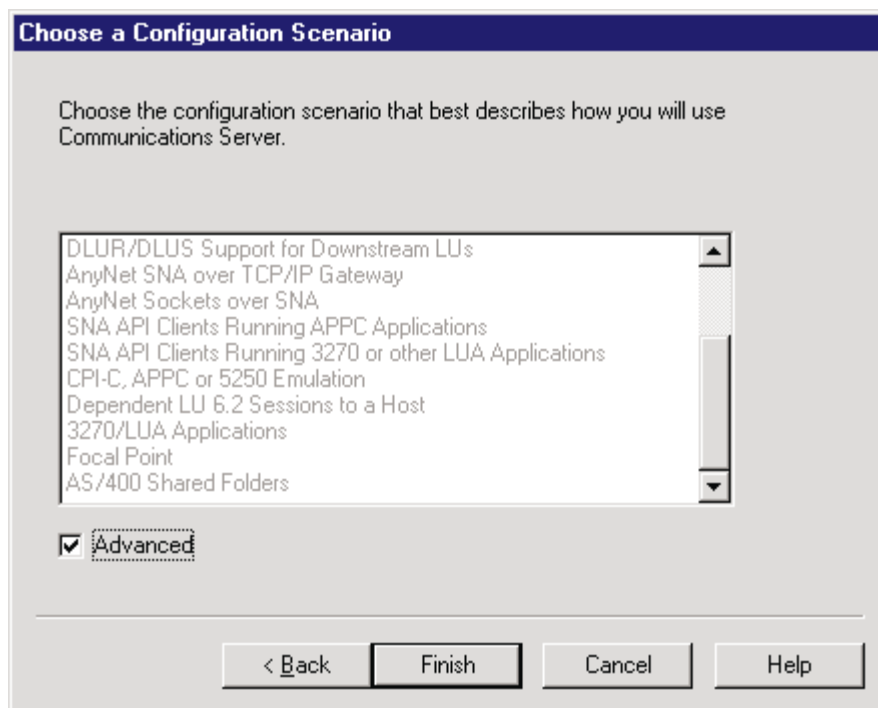 Choose a Configuration Scenario
Choose the configuration scenario that best describes how you will use
Communications Server.
DLUR/DLUS Support for Downstream LUs
AnyNet SNA over TCP/IP Gateway
AnyNet Sockets over SNA
SNA API Clients Running APPC Applications
SNA API Clients Running 3270 or other LUA Applications
CPI-C, APPC or 5250 Emulation
Dependent LU 6.2 Sessions to a Host
3270/LUA Applications
Focal Point
AS/400 Shared Folders
Advanced
< Back Finish Cancel Help